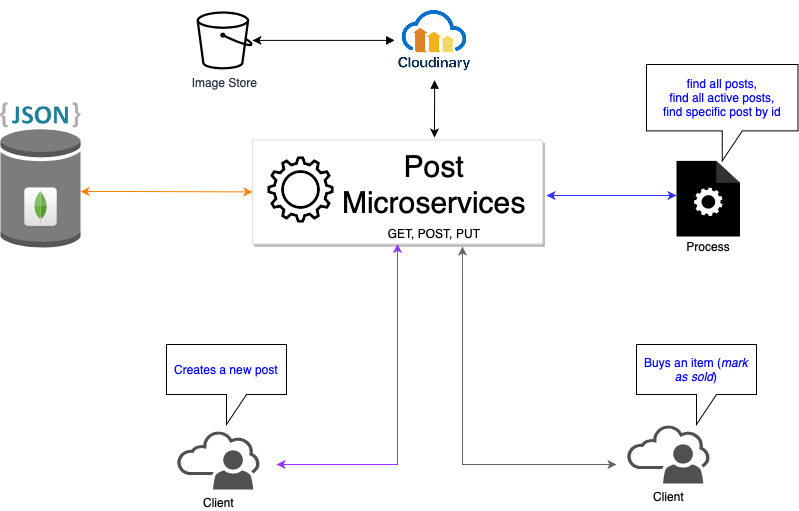 Image Store
Cloudinary
find all posts,
find all active posts,
find specific post by id
{JSON}
Post
Microservices
GET, POST, PUT
Process
Creates a new post
Buys an item (mark
as sold)
Client
Client